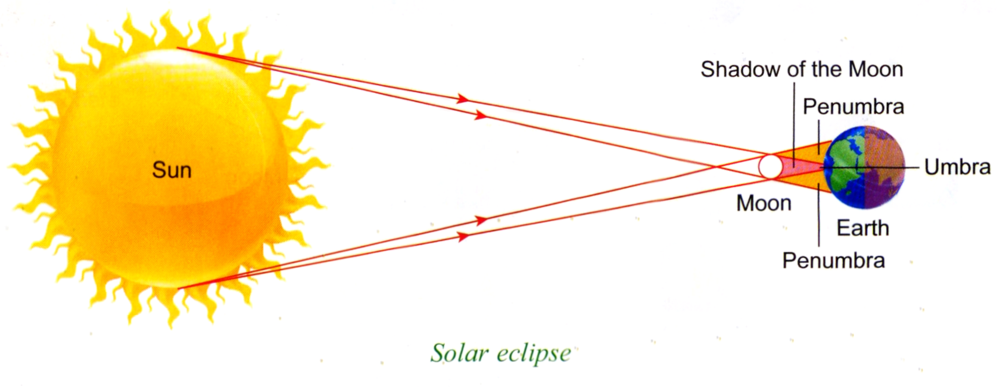 Shadow of the Moon
Penumbra
Sun
Umbra
Moon
Earth
Penumbra
Solar eclipse